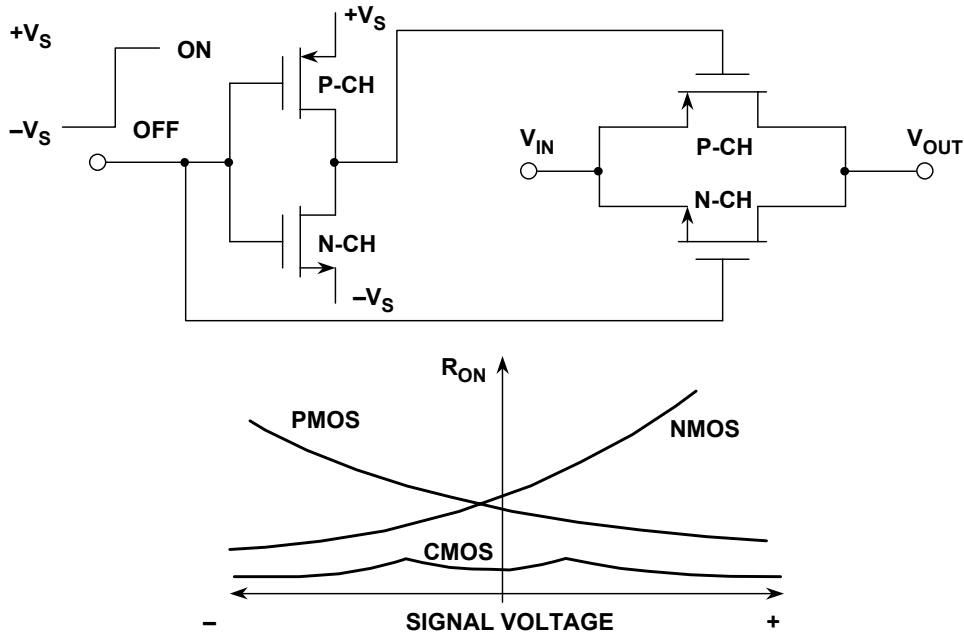 +VS
+VS
ON
P-CH
–VS
OFF
VIN
P-CH
VOUT
N-CH
N-CH
–VS
RON
PMOS
NMOS
CMOS
– SIGNAL VOLTAGE +